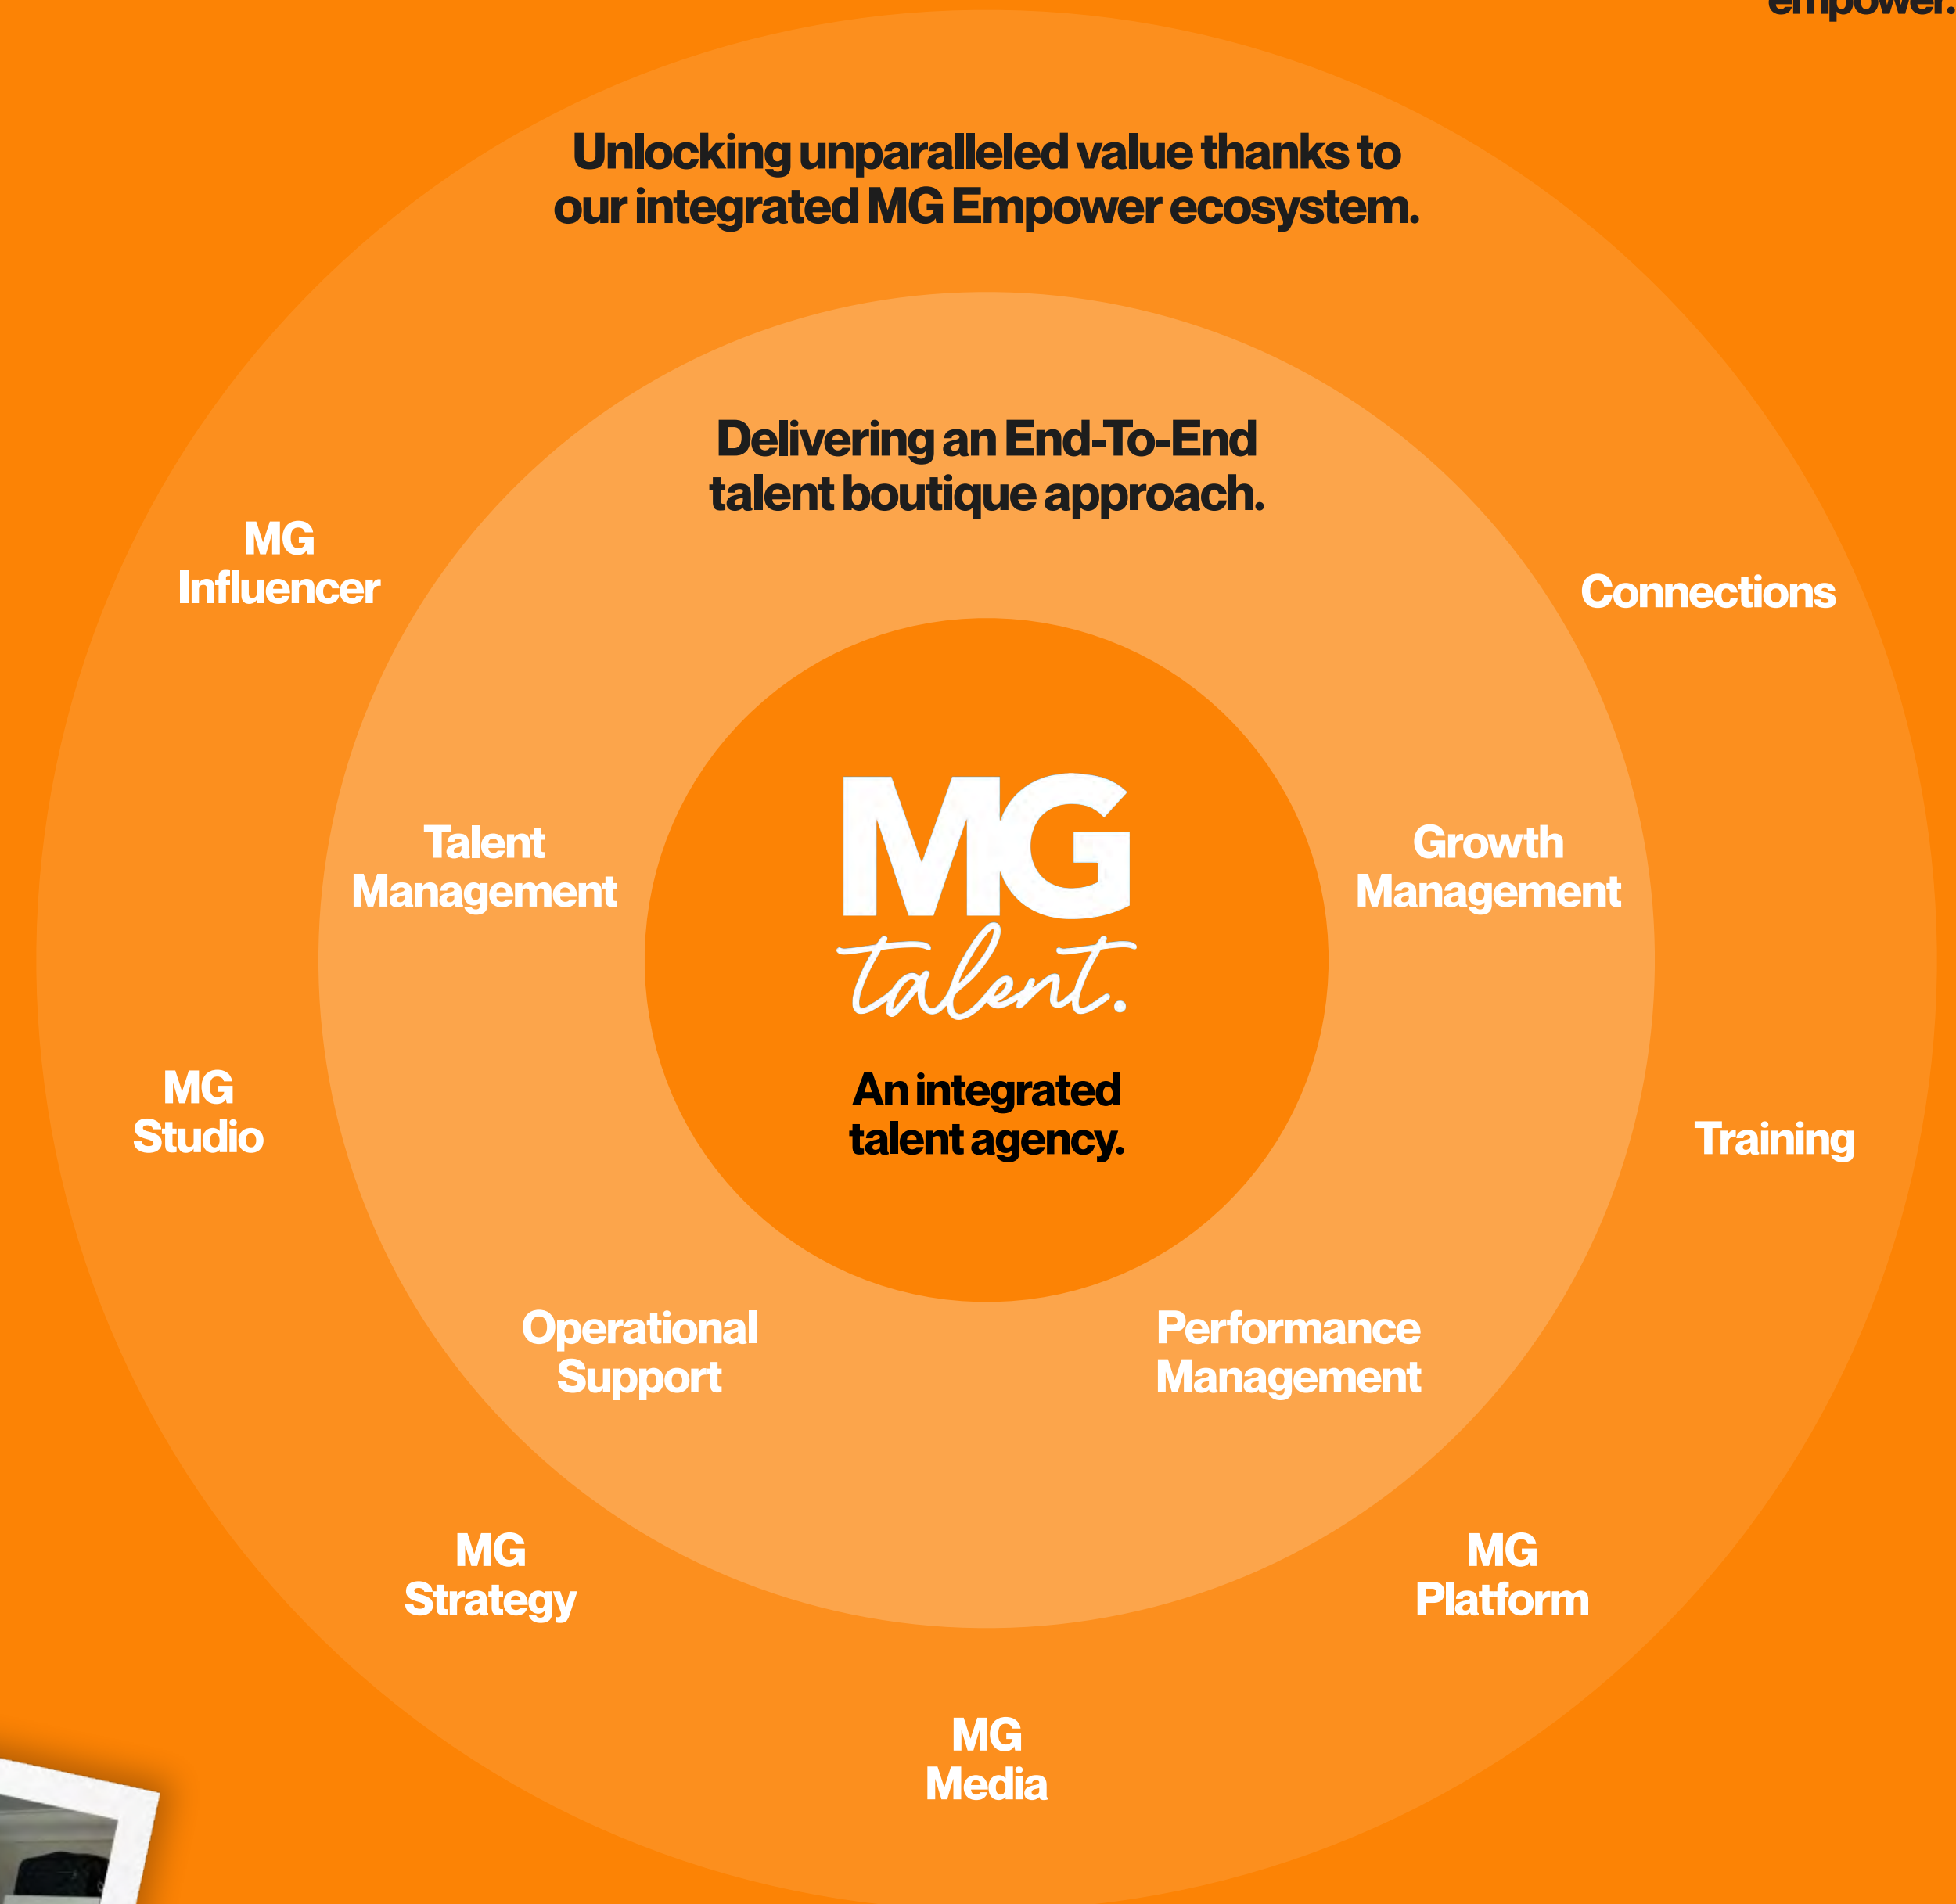 empower.
Unlocking unparalleled value thanks to
our integrated MG Empower ecosystem.
Delivering an End-To-End
talent boutique approach.
MG
Influencer
Connections
Talent
Management
MG
talent.
An integrated
talent agency.
Growth
Management
MG
Studio
Training
Operational
Support
Performance
Management
MG
Strategy
MG
Platform
MG
Media